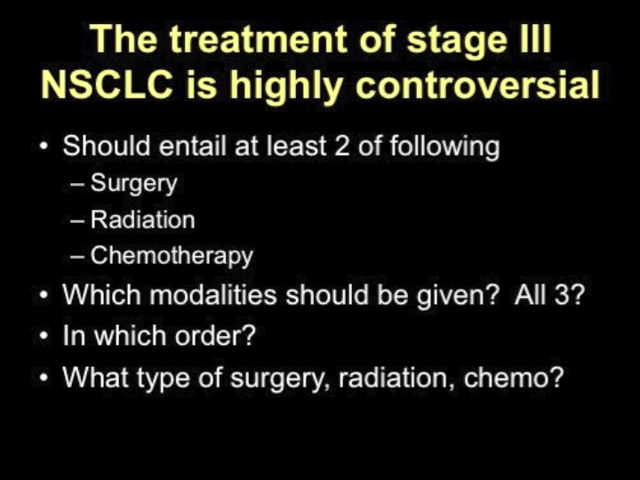 The treatment of stage III
NSCLC is highly controversial
• Should entail at least 2 of following
– Surgery
– Radiation
– Chemotherapy
• Which modalities should be given?  All 3?
• In which order?
• What type of surgery, radiation, chemo?